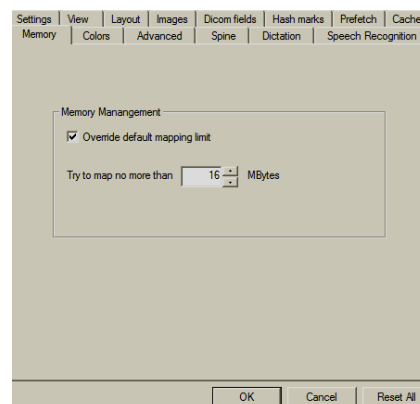 Settings View Layout Images Dicom fields Hash marks Prefetch Cache
Memory Colors Advanced Spine Dictation Speech Recognition
Memory Manangement
Override default mapping limit
Try to map no more than 16 MBytes
OK Cancel Reset All